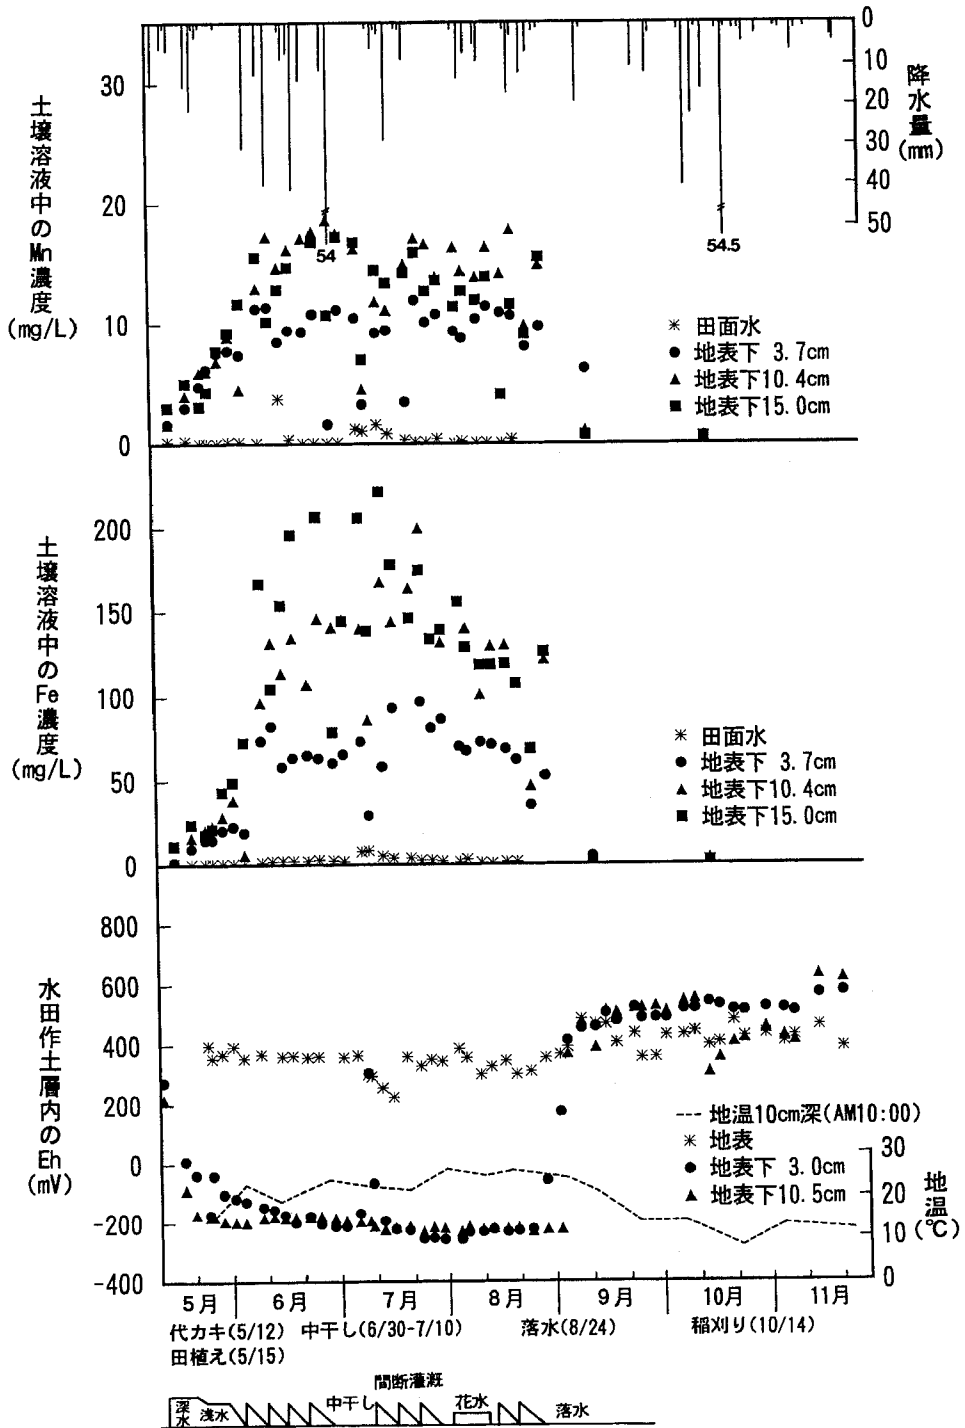 0
10
20
30
40
50
降水量
(mm)
30
20
10
0
土壌溶液中のMn濃度
(mg/L)
54
54.5
田面水
地表下 3.7cm
地表下10.4cm
地表下15.0cm
200
150
100
50
0
土壌溶液中のFe濃度
(mg/L)
田面水
地表下 3.7cm
地表下10.4cm
地表下15.0cm
800
600
400
200
0
-200
-400
水田作土層内のEh
(mV)
地温10cm深(AM10:00)
地表
地表下 3.0cm
地表下10.5cm
30
20
10
0
地温
(℃)
5月 6月 7月 8月 9月 10月 11月
代カキ(5/12) 中干し(6/30-7/10) 落水(8/24) 稲刈り(10/14)
田植え(5/15)
間断灌漑
深水 浅水 中干し 花水 落水